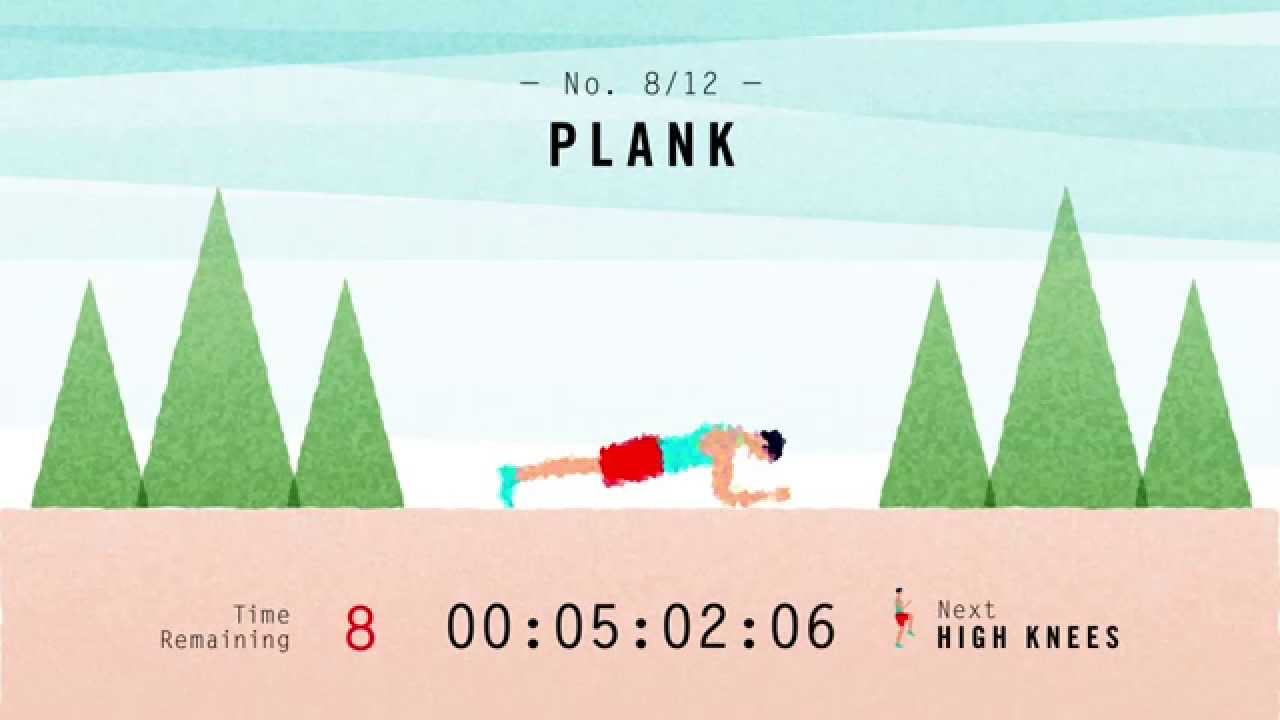 — No. 8/12 —
PLANK
Time
Remaining
8
00:05:02:06
Next
HIGH KNEES